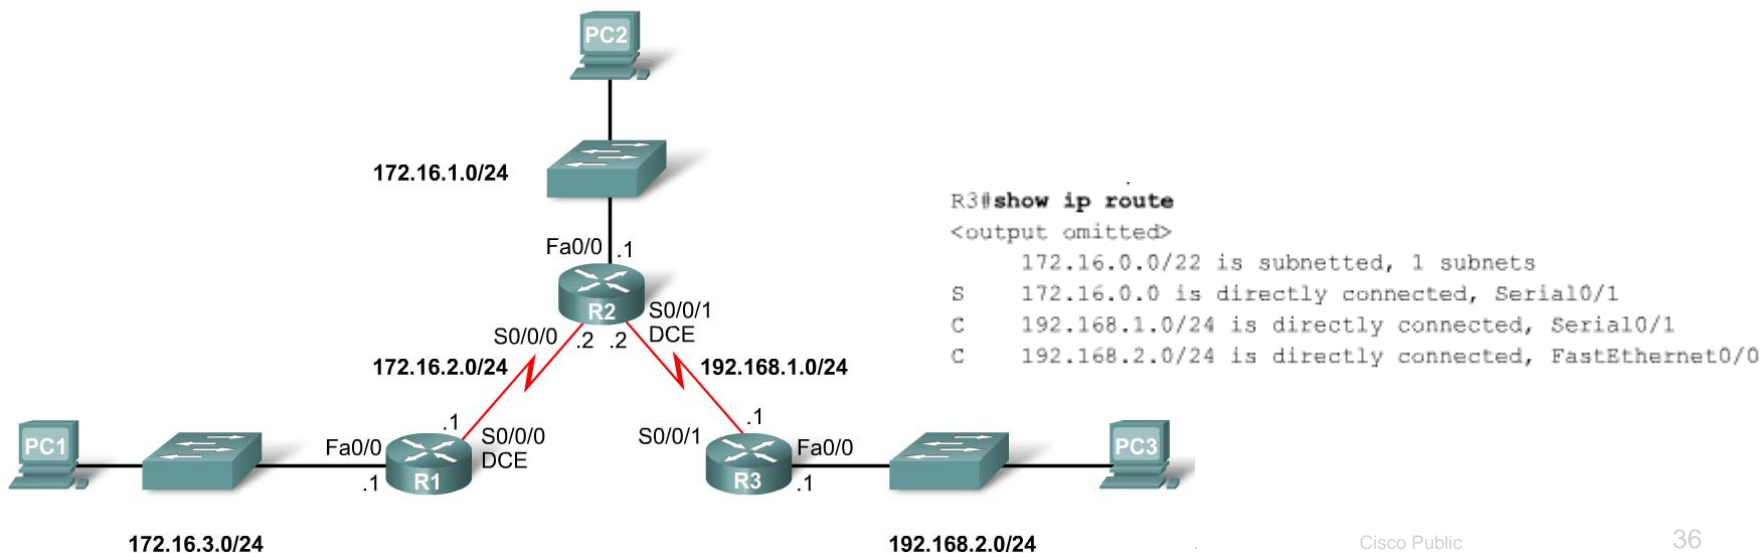 PC2
172.16.1.0/24
Fa0/0
.1
R2
S0/0/1
DCE
S0/0/0
.2
.2
172.16.2.0/24
192.168.1.0/24
.1
S0/0/0
DCE
PC1
Fa0/0
.1
R1
172.16.3.0/24
.1
S0/0/1
Fa0/0
R3
.1
PC3
192.168.2.0/24
R3#show ip route
<output omitted>
172.16.0.0/22 is subnetted, 1 subnets
S 172.16.0.0 is directly connected, Serial0/1
C 192.168.1.0/24 is directly connected, Serial0/1
C 192.168.2.0/24 is directly connected, FastEthernet0/0
Cisco Public
36